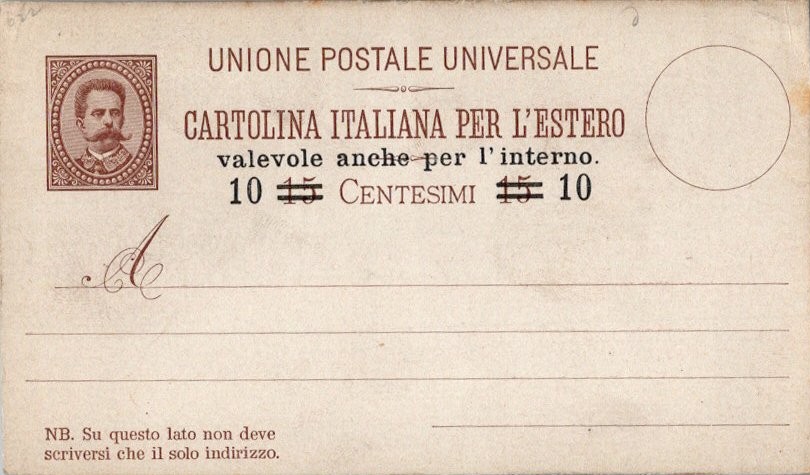 UNIONE POSTALE UNIVERSALE
CARTOLINA ITALIANA PER L'ESTERO
valevole anche per l'interno.
10 15 CENTESIMI 15 10
A
NB. Su questo lato non deve
scriversi che il solo indirizzo.